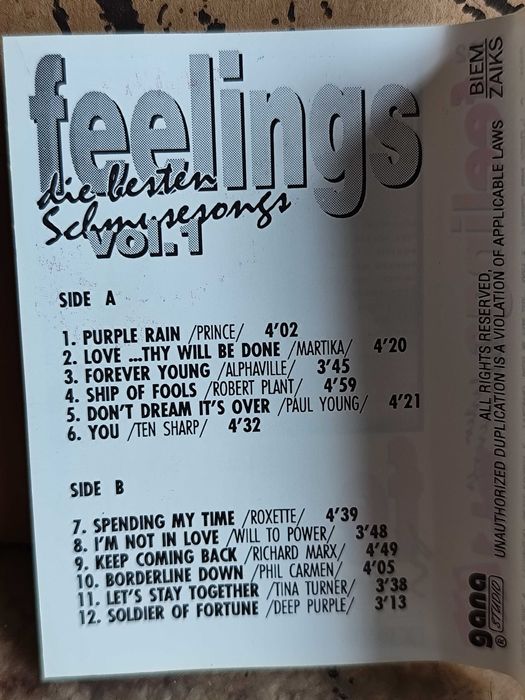 feelings
die besten
Schmusesongs
vol.1
SIDE A
1. PURPLE RAIN /PRINCE/ 4'02
2. LOVE ...THY WILL BE DONE /MARTIKA/ 4'20
3. FOREVER YOUNG /ALPHAVILLE/ 3'45
4. SHIP OF FOOLS /ROBERT PLANT/ 4'59
5. DON'T DREAM IT'S OVER /PAUL YOUNG/ 4'21
6. YOU /TEN SHARP/ 4'32
SIDE B
7. SPENDING MY TIME /ROXETTE/ 4'39
8. I'M NOT IN LOVE /WILL TO POWER/ 3'48
9. KEEP COMING BACK /RICHARD MARX/ 4'49
10. BORDERLINE DOWN /PHIL CARMEN/ 4'05
11. LET'S STAY TOGETHER /TINA TURNER/ 3'38
12. SOLDIER OF FORTUNE /DEEP PURPLE/ 3'13
gana
® STUDIO
ALL RIGHTS RESERVED,
UNAUTHORIZED DUPLICATION IS A VIOLATION OF APPLICABLE LAWS
BIEM
ZAIKS